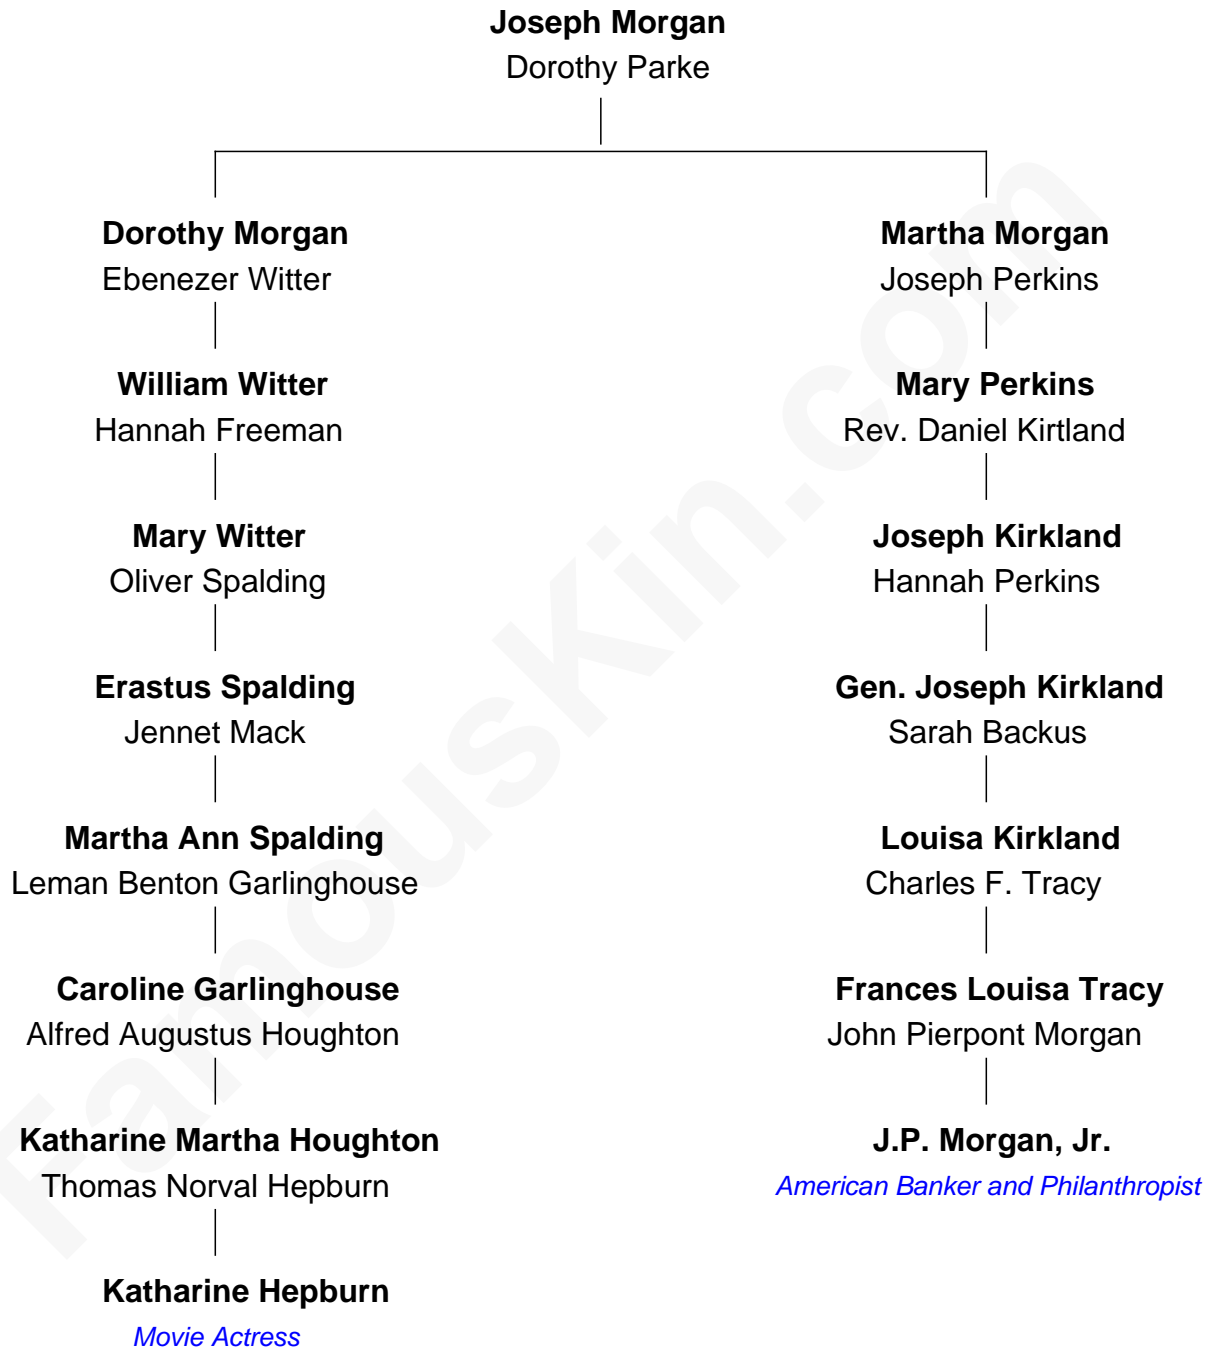 Joseph Morgan
Dorothy Parke
Dorothy Morgan
Ebenezer Witter
William Witter
Hannah Freeman
Mary Witter
Oliver Spalding
Erastus Spalding
Jennet Mack
Martha Ann Spalding
Leman Benton Garlinghouse
Caroline Garlinghouse
Alfred Augustus Houghton
Katharine Martha Houghton
Thomas Norval Hepburn
Katharine Hepburn
Movie Actress
Martha Morgan
Joseph Perkins
Mary Perkins
Rev. Daniel Kirtland
Joseph Kirkland
Hannah Perkins
Gen. Joseph Kirkland
Sarah Backus
Louisa Kirkland
Charles F. Tracy
Frances Louisa Tracy
John Pierpont Morgan
J.P. Morgan, Jr.
American Banker and Philanthropist
FamousKin.com